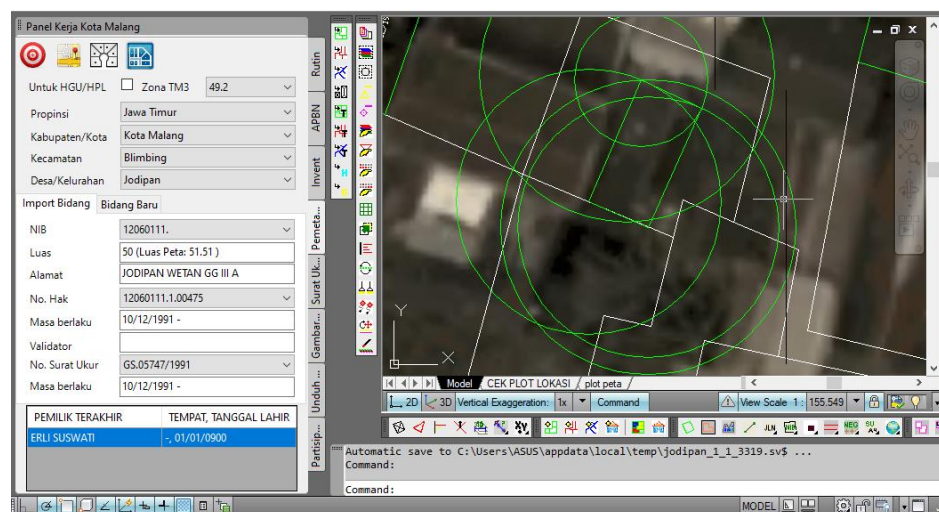 Panel Kerja Kota Malang
Untuk HGU/HPL Zona TM3 49.2
Propinsi Jawa Timur
Kabupaten/Kota Kota Malang
Kecamatan Blimbing
Desa/Kelurahan Jodipan
Import Bidang Bidang Baru
NIB 12060111.
Luas 50 (Luas Peta: 51.51 )
Alamat JODIPAN WETAN GG III A
No. Hak 12060111.1.00475
Masa berlaku 10/12/1991 -
Validator
No. Surat Ukur GS.05747/1991
Masa berlaku 10/12/1991 -
PEMILIK TERAKHIR TEMPAT, TANGGAL LAHIR
ERLI SUSWATI -, 01/01/0900
Rutin
APBN
Invent
Pemeta...
Surat Uk...
Gambar...
Unduh ...
Partisip...
Y
X
Model CEK PLOT LOKASI plot peta
2D 3D Vertical Exaggeration: 1x Command View Scale 1 : 155.549
Automatic save to C:\Users\ASUS\appdata\local\temp\jodipan_1_1_3319.sv$ ...
Command:
Command:
MODEL